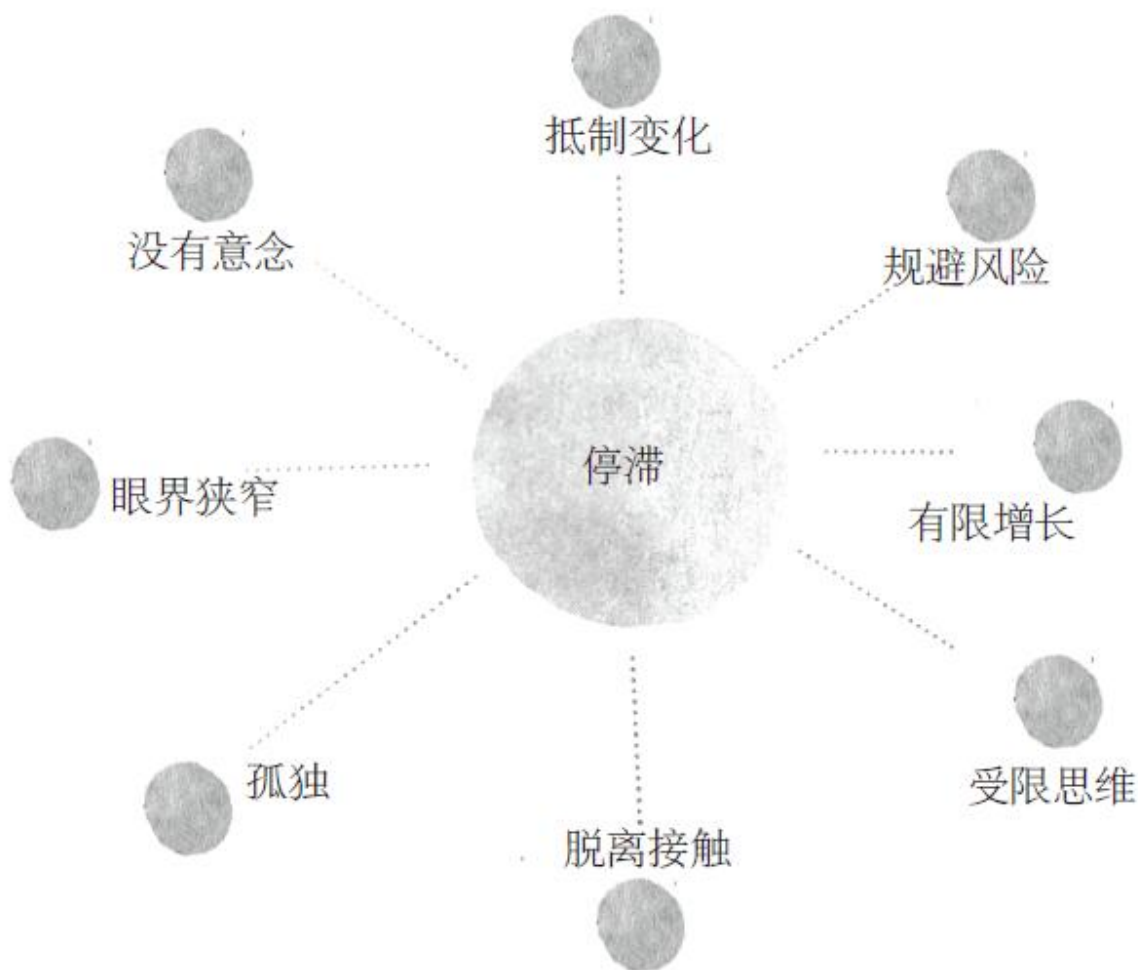 抵制变化
没有意念
规避风险
停滞
眼界狭窄
有限增长
孤独
受限思维
脱离接触